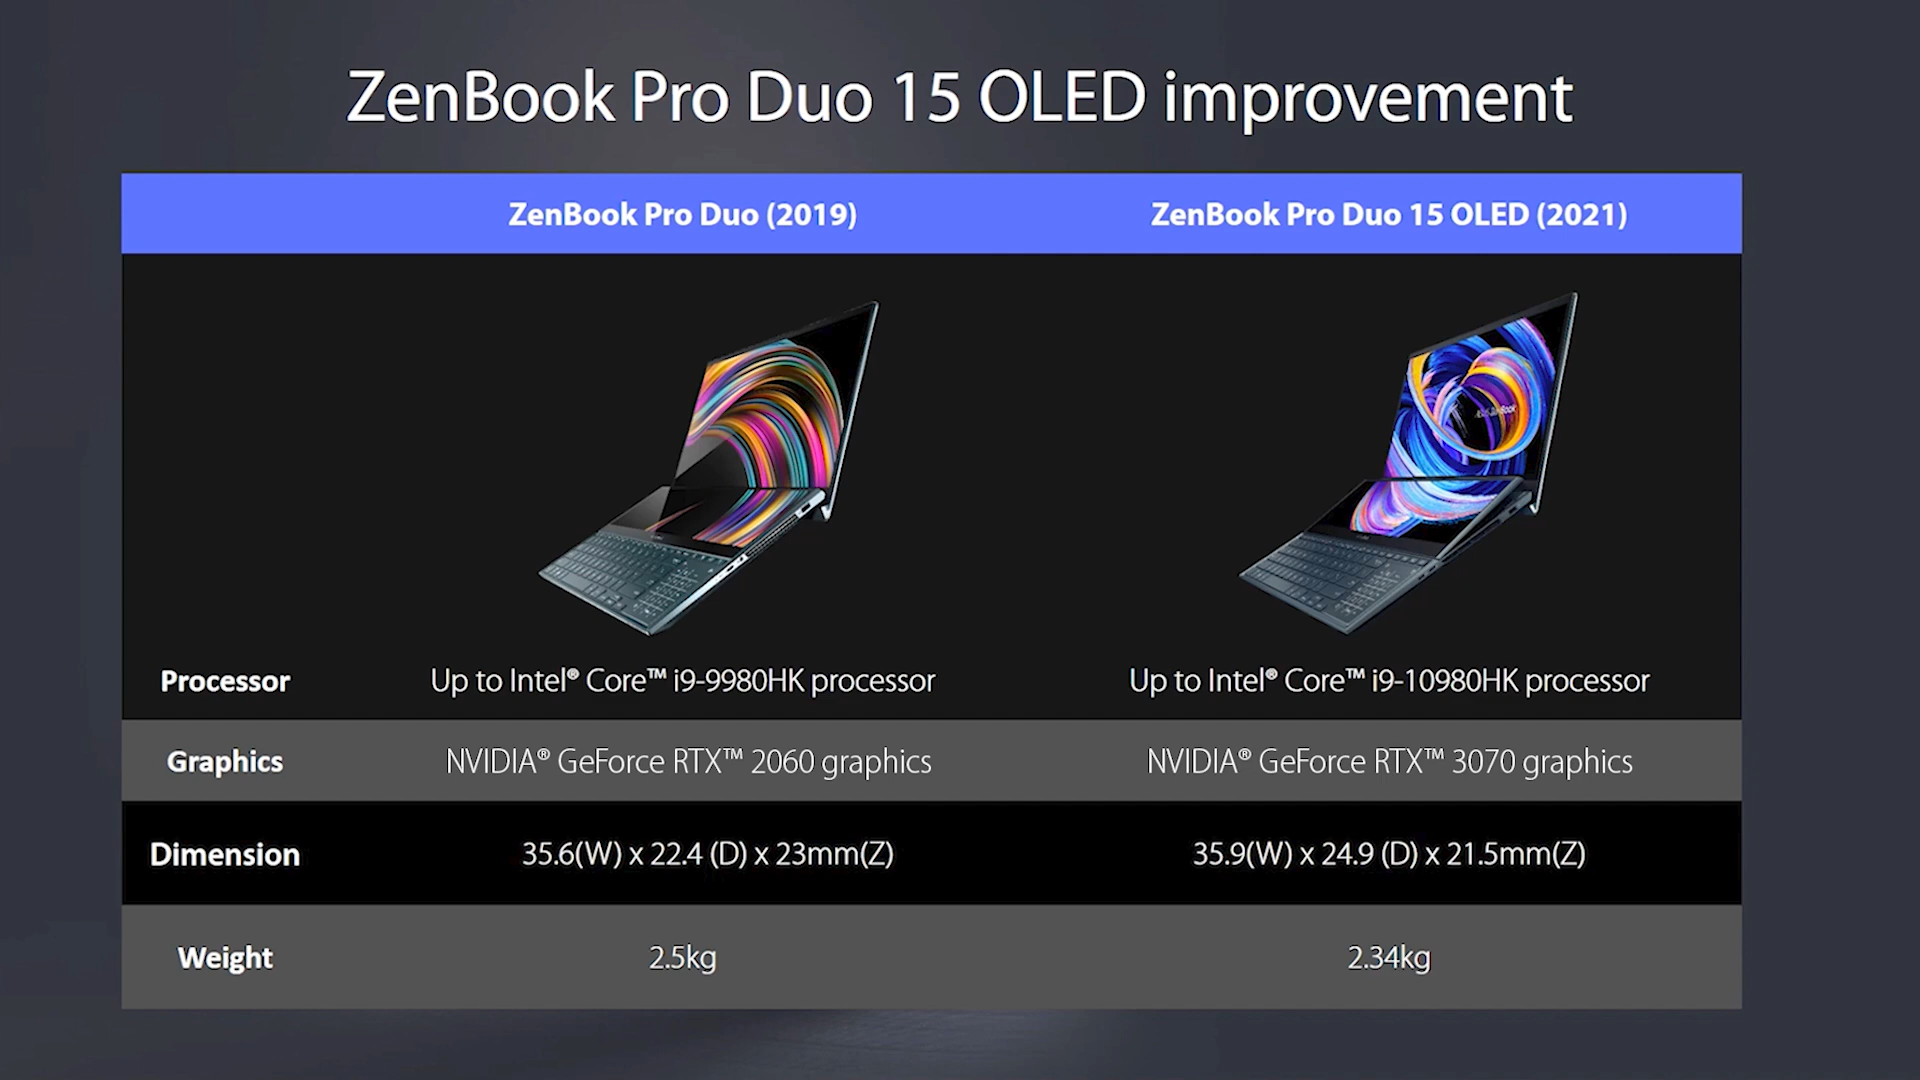 ZenBook Pro Duo 15 OLED improvement
ZenBook Pro Duo (2019) ZenBook Pro Duo 15 OLED (2021)
Processor Up to Intel® Core™ i9-9980HK processor Up to Intel® Core™ i9-10980HK processor
Graphics NVIDIA® GeForce RTX™ 2060 graphics NVIDIA® GeForce RTX™ 3070 graphics
Dimension 35.6(W) x 22.4 (D) x 23mm(Z) 35.9(W) x 24.9 (D) x 21.5mm(Z)
Weight 2.5kg 2.34kg